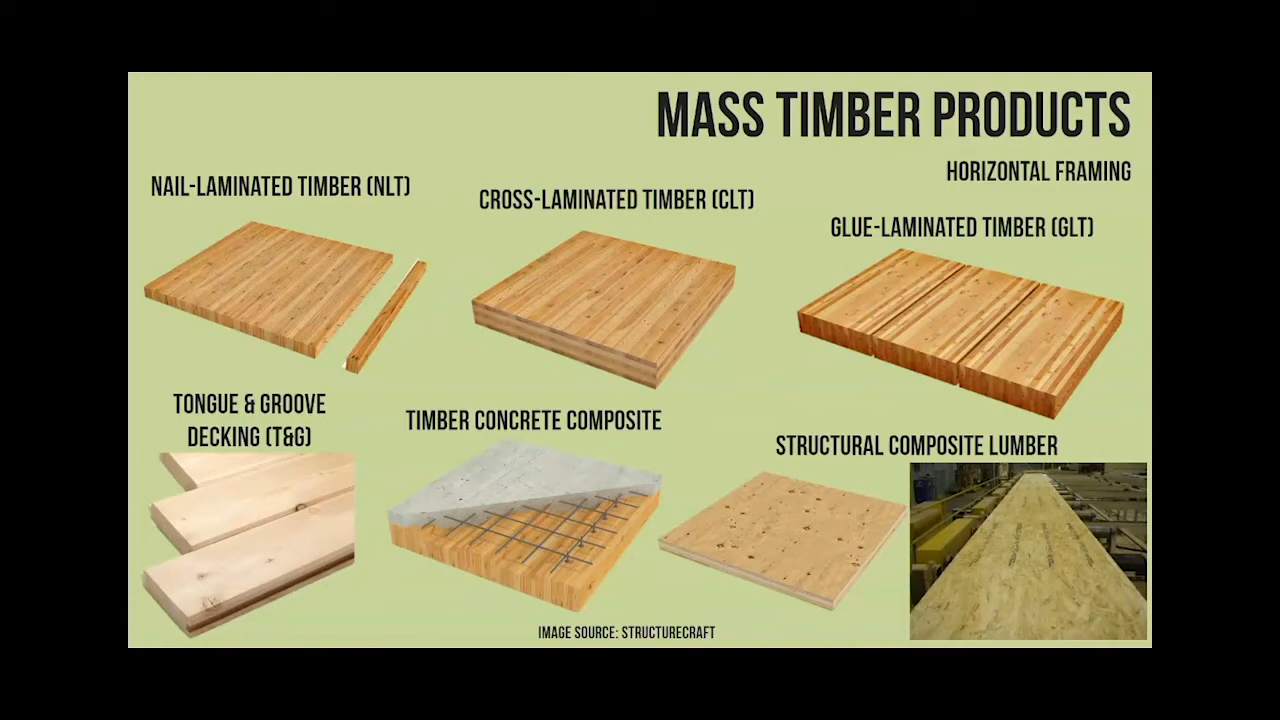 MASS TIMBER PRODUCTS
HORIZONTAL FRAMING
NAIL-LAMINATED TIMBER (NLT)
CROSS-LAMINATED TIMBER (CLT)
GLUE-LAMINATED TIMBER (GLT)
TONGUE & GROOVE
DECKING (T&G)
TIMBER CONCRETE COMPOSITE
STRUCTURAL COMPOSITE LUMBER
IMAGE SOURCE: STRUCTURECRAFT